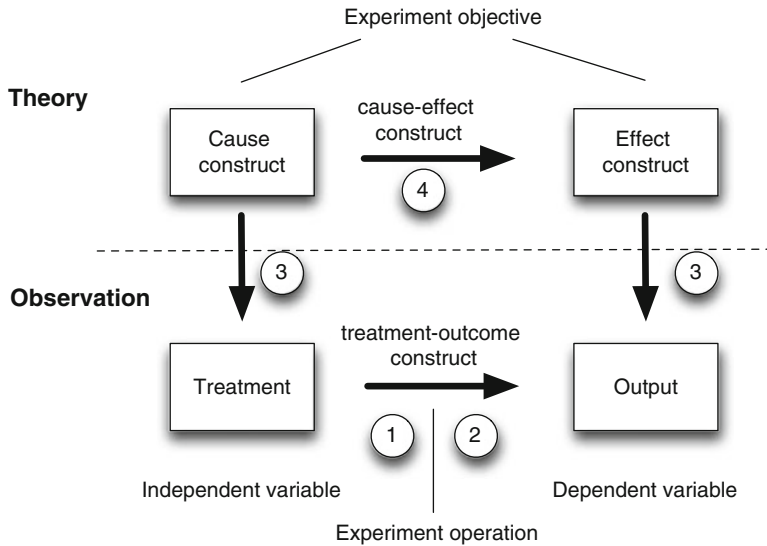 Experiment objective
Theory
cause-effect
construct
Cause
construct
Effect
construct
4
3
3
Observation
treatment-outcome
construct
Treatment
Output
1
2
Independent variable
Dependent variable
Experiment operation